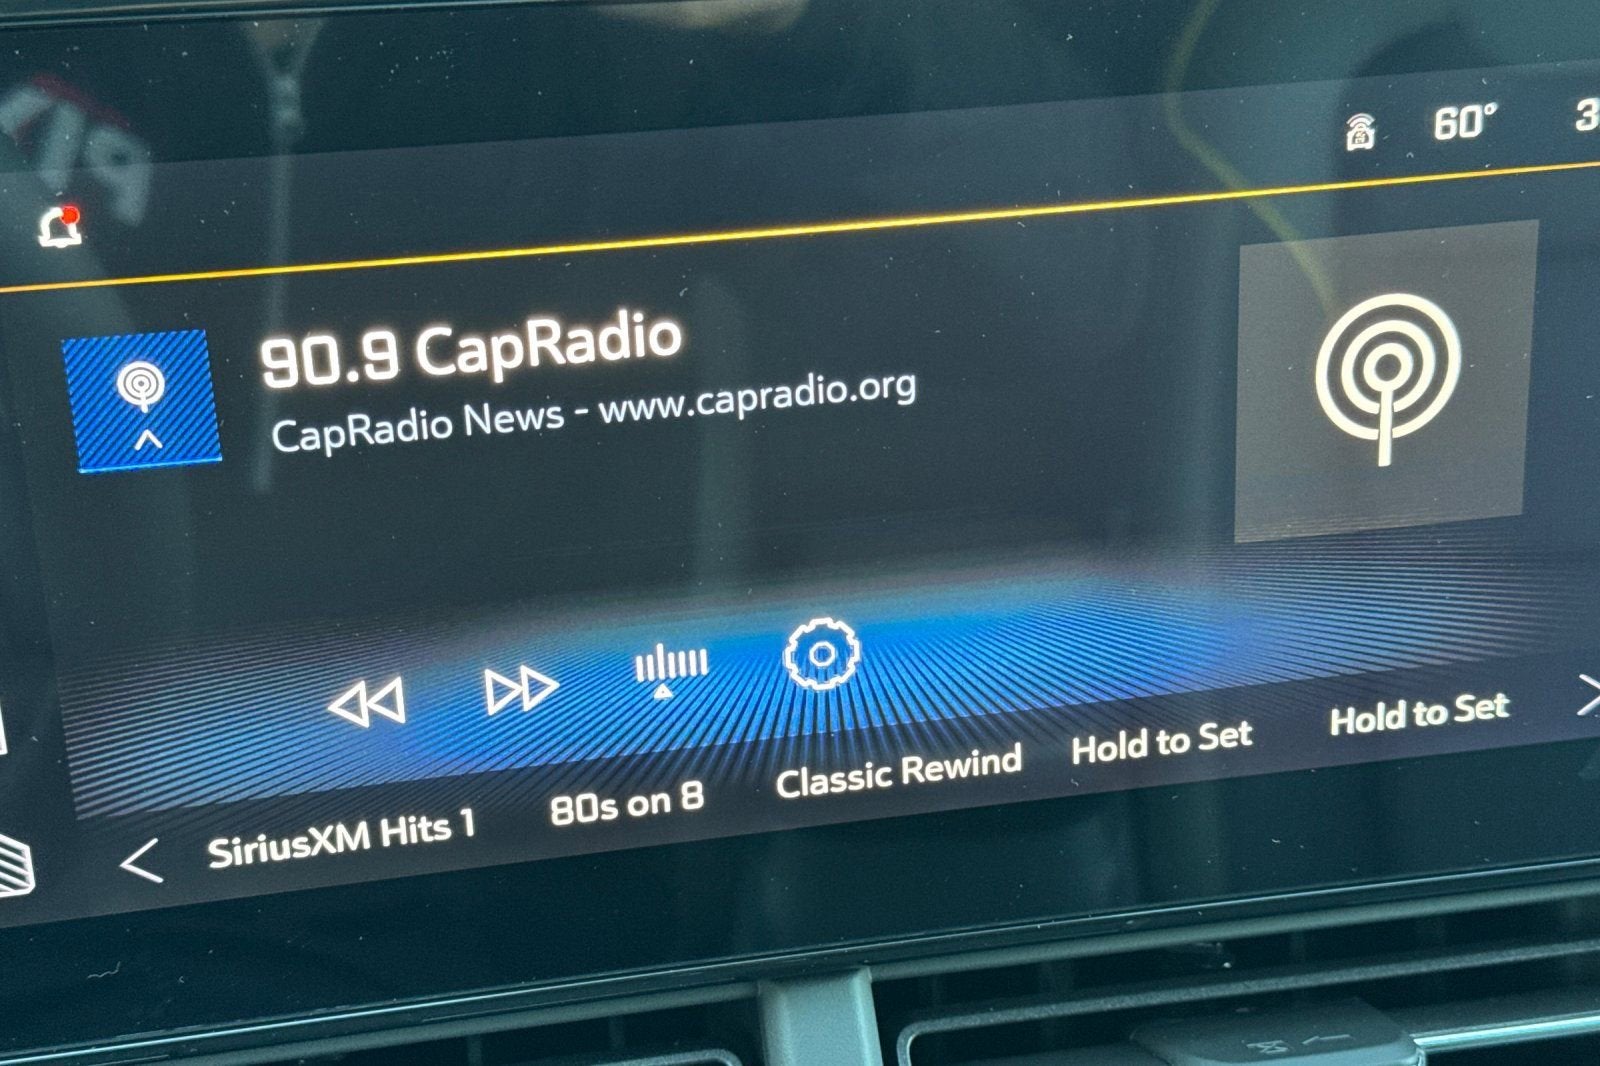 60°
90.9 CapRadio
CapRadio News - www.capradio.org
SiriusXM Hits 1
80s on 8
Classic Rewind
Hold to Set
Hold to Set